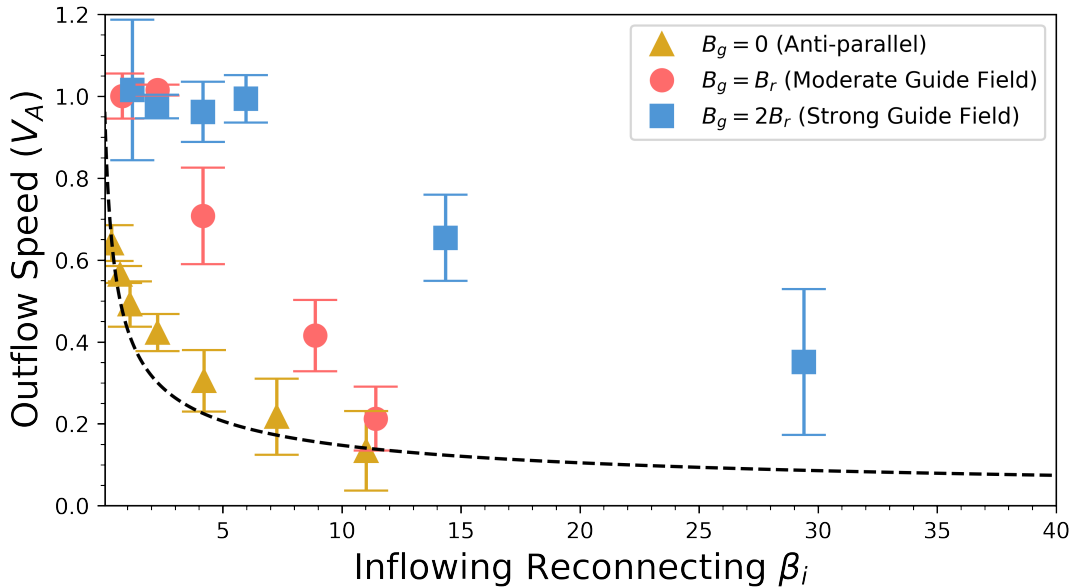 1.2
1.0
0.8
0.6
0.4
0.2
0.0
Outflow Speed (V_A)
B_g = 0 (Anti-parallel)
B_g = B_r (Moderate Guide Field)
B_g = 2B_r (Strong Guide Field)
5 10 15 20 25 30 35 40
Inflowing Reconnecting β_i